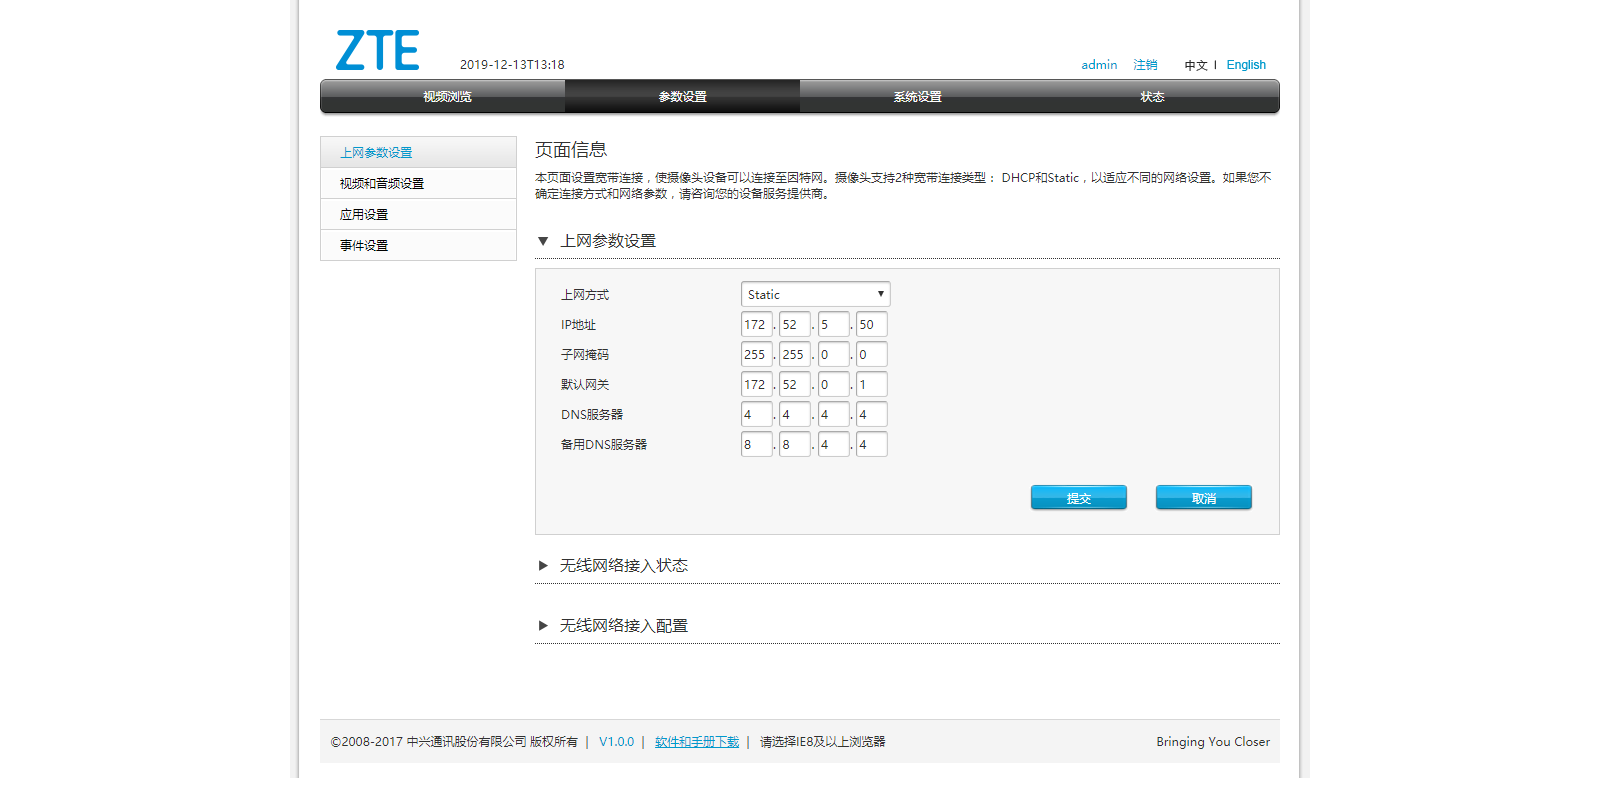 ZTE
2019-12-13T13:18
admin 注销 中文 | English
视频浏览 参数设置 系统设置 状态
上网参数设置
视频和音频设置
应用设置
事件设置
页面信息
本页面设置宽带连接，使摄像头设备可以连接至因特网。摄像头支持2种宽带连接类型： DHCP和Static，以适应不同的网络设置。如果您不
确定连接方式和网络参数，请咨询您的设备服务提供商。
上网参数设置
上网方式 Static
IP地址 172 . 52 . 5 . 50
子网掩码 255 . 255 . 0 . 0
默认网关 172 . 52 . 0 . 1
DNS服务器 4 . 4 . 4 . 4
备用DNS服务器 8 . 8 . 4 . 4
提交 取消
无线网络接入状态
无线网络接入配置
©2008-2017 中兴通讯股份有限公司 版权所有 | V1.0.0 | 软件和手册下载 | 请选择IE8及以上浏览器 Bringing You Closer